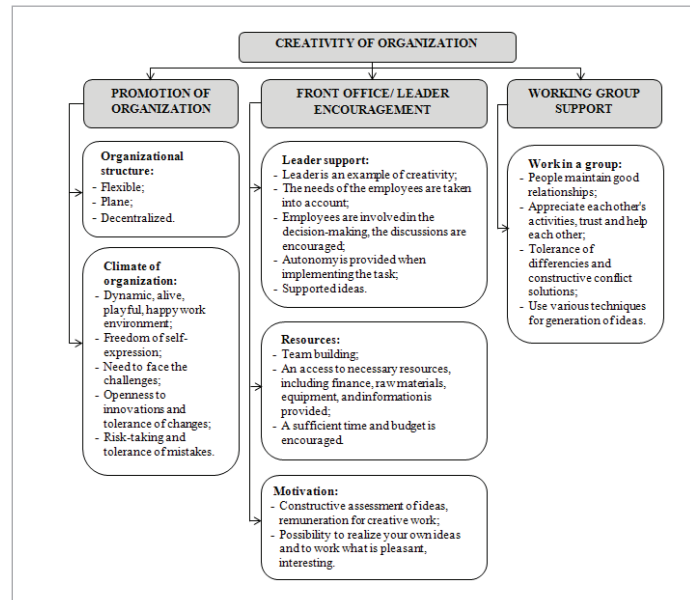 CREATIVITY OF ORGANIZATION
PROMOTION OF
ORGANIZATION
Organizational
structure:
- Flexible;
- Plane;
- Decentralized.
Climate of
organization:
- Dynamic, alive,
playful, happy work
environment;
- Freedom of self-
expression;
- Need to face the
challenges;
- Openness to
innovations and
tolerance of changes;
- Risk-taking and
tolerance of mistakes.
FRONT OFFICE/ LEADER
ENCOURAGEMENT
Leader support:
- Leader is an example of creativity;
- The needs of the employees are taken
into account;
- Employees are involved in the
decision-making, the discussions are
encouraged;
- Autonomy is provided when
implementing the task;
- Supported ideas.
Resources:
- Team building;
- An access to necessary resources,
including finance, raw materials,
equipment, and information is
provided;
- A sufficient time and budget is
encouraged.
Motivation:
- Constructive assessment of ideas,
remuneration for creative work;
- Possibility to realize your own ideas
and to work what is pleasant,
interesting.
WORKING GROUP
SUPPORT
Work in a group:
- People maintain good
relationships;
- Appreciate each other's
activities, trust and help
each other;
- Tolerance of
differencies and
constructive conflict
solutions;
- Use various techniques
for generation of ideas.